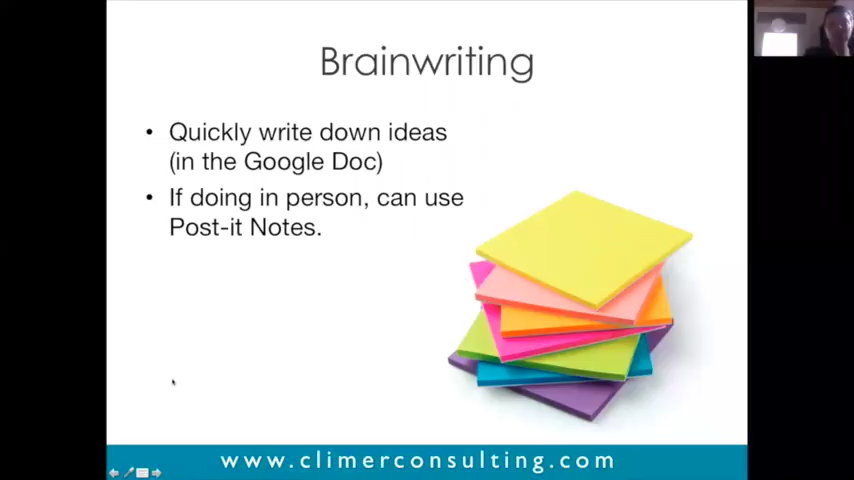 Brainwriting
• Quickly write down ideas
(in the Google Doc)
• If doing in person, can use
Post-it Notes.
www.climerconsulting.com